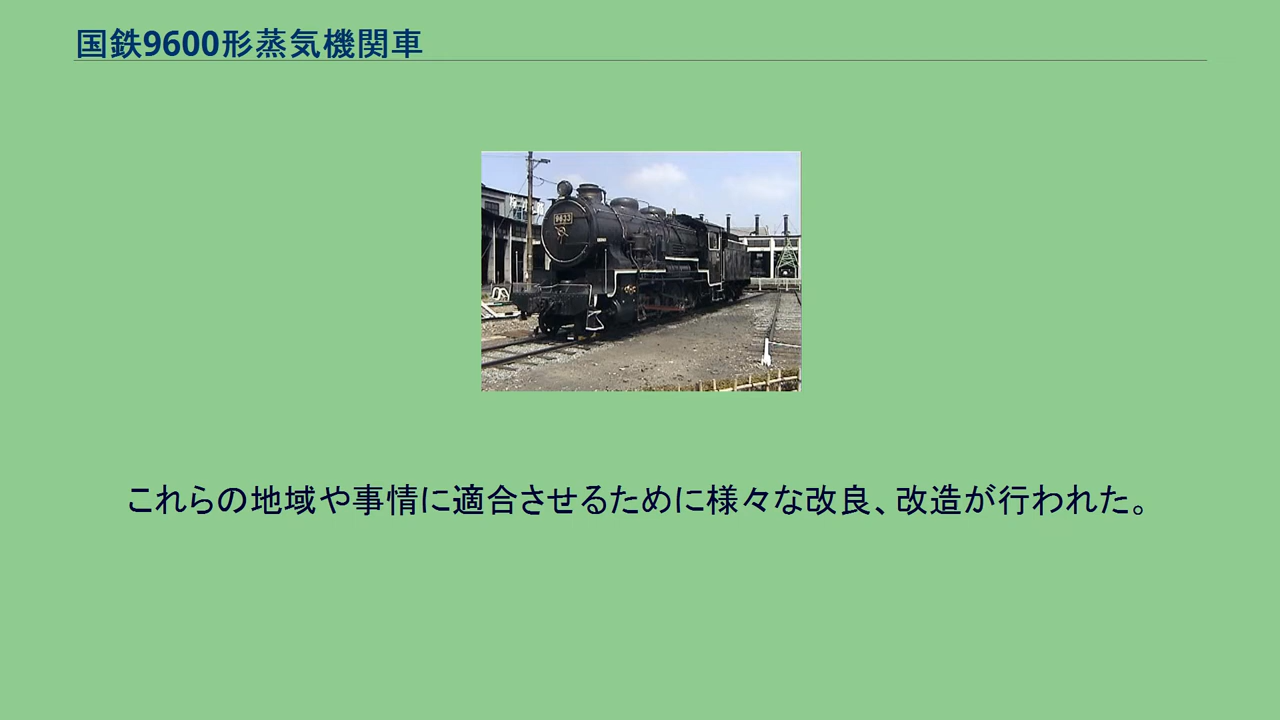 国鉄9600形蒸気機関車
9633
これらの地域や事情に適合させるために様々な改良、改造が行われた。